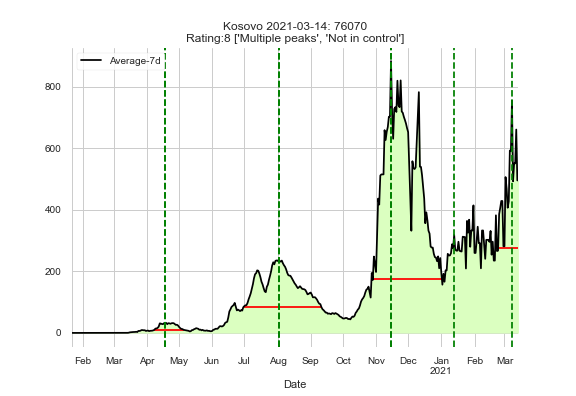 Kosovo 2021-03-14: 76070
Rating:8 ['Multiple peaks', 'Not in control']
Average-7d
800
600
400
200
0
Feb Mar Apr May Jun Jul Aug Sep Oct Nov Dec Jan Feb Mar
2021
Date